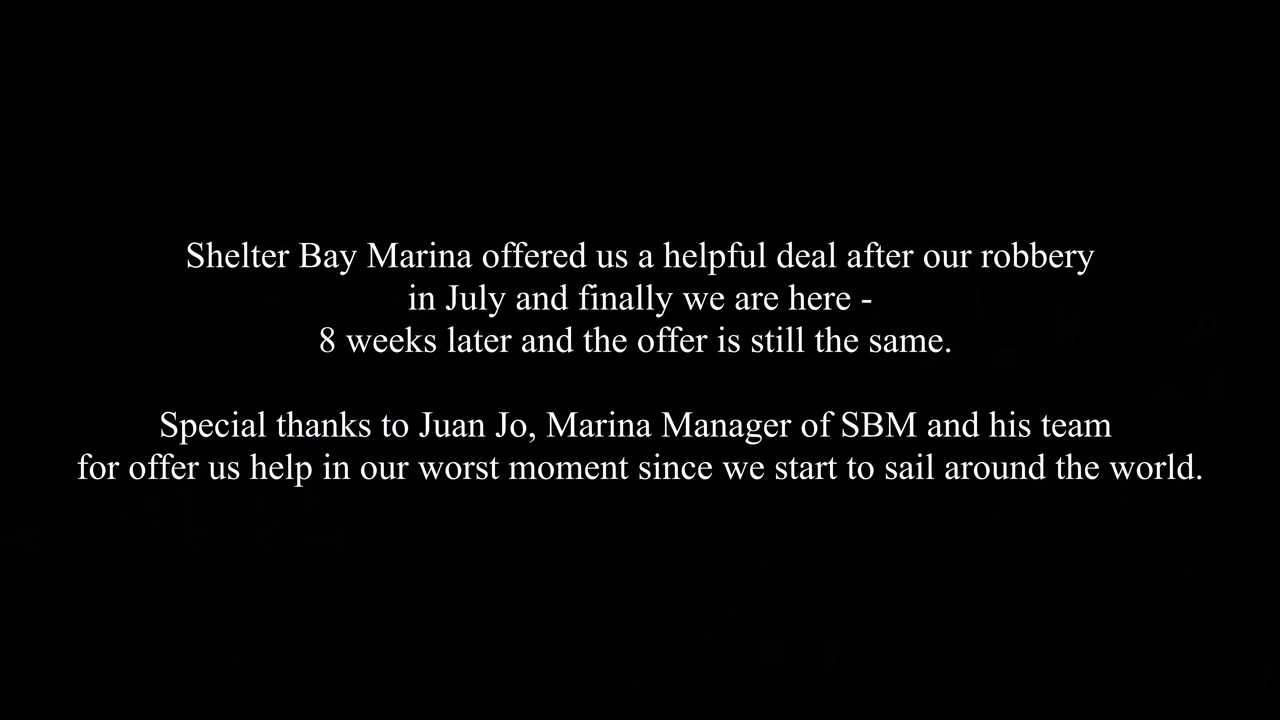 Shelter Bay Marina offered us a helpful deal after our robbery
in July and finally we are here -
8 weeks later and the offer is still the same.
Special thanks to Juan Jo, Marina Manager of SBM and his team
for offer us help in our worst moment since we start to sail around the world.